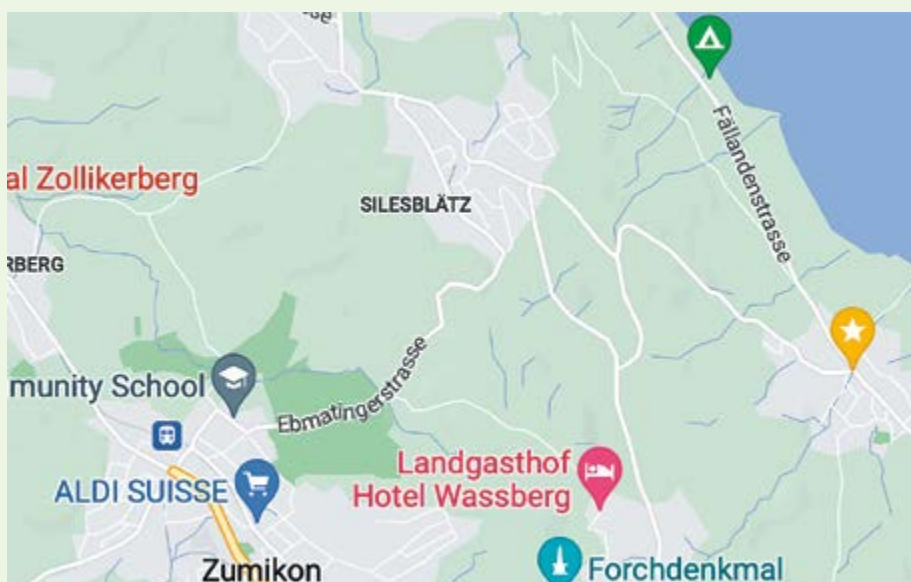 Fällandenstrasse
al Zollikerberg
SILESBLÄTZ
RBERG
Ebmatingerstrasse
munity School
Landgasthof
Hotel Wassberg
ALDI SUISSE
Zumikon
Forchdenkmal